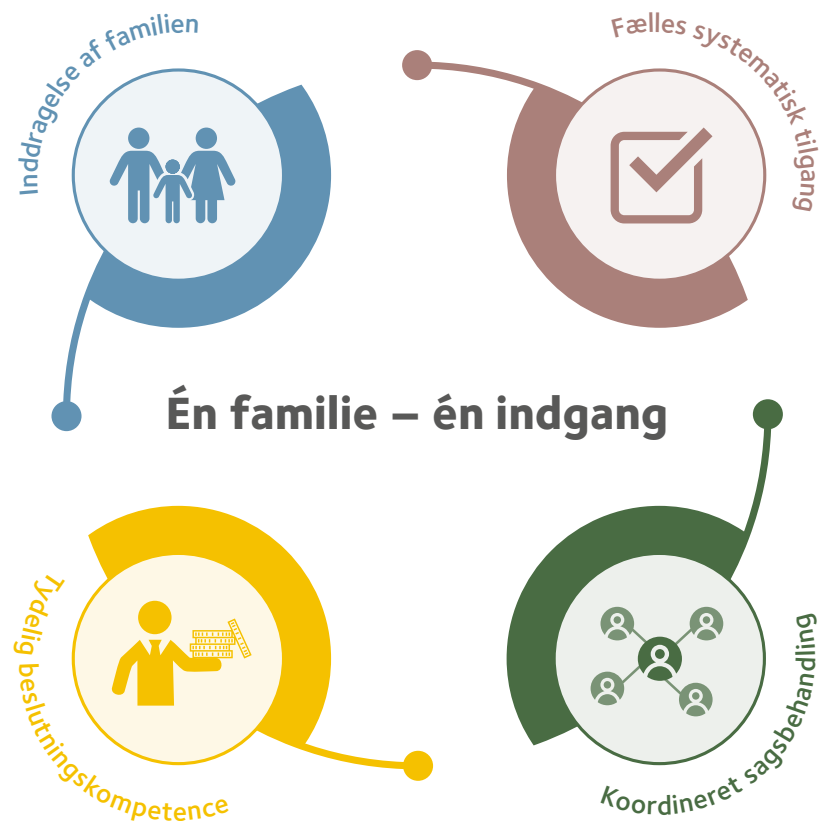 Inddragelse af familien
Fælles systematisk tilgang
Én familie – én indgang
Tydelig beslutningskompetence
Koordineret sagsbehandling